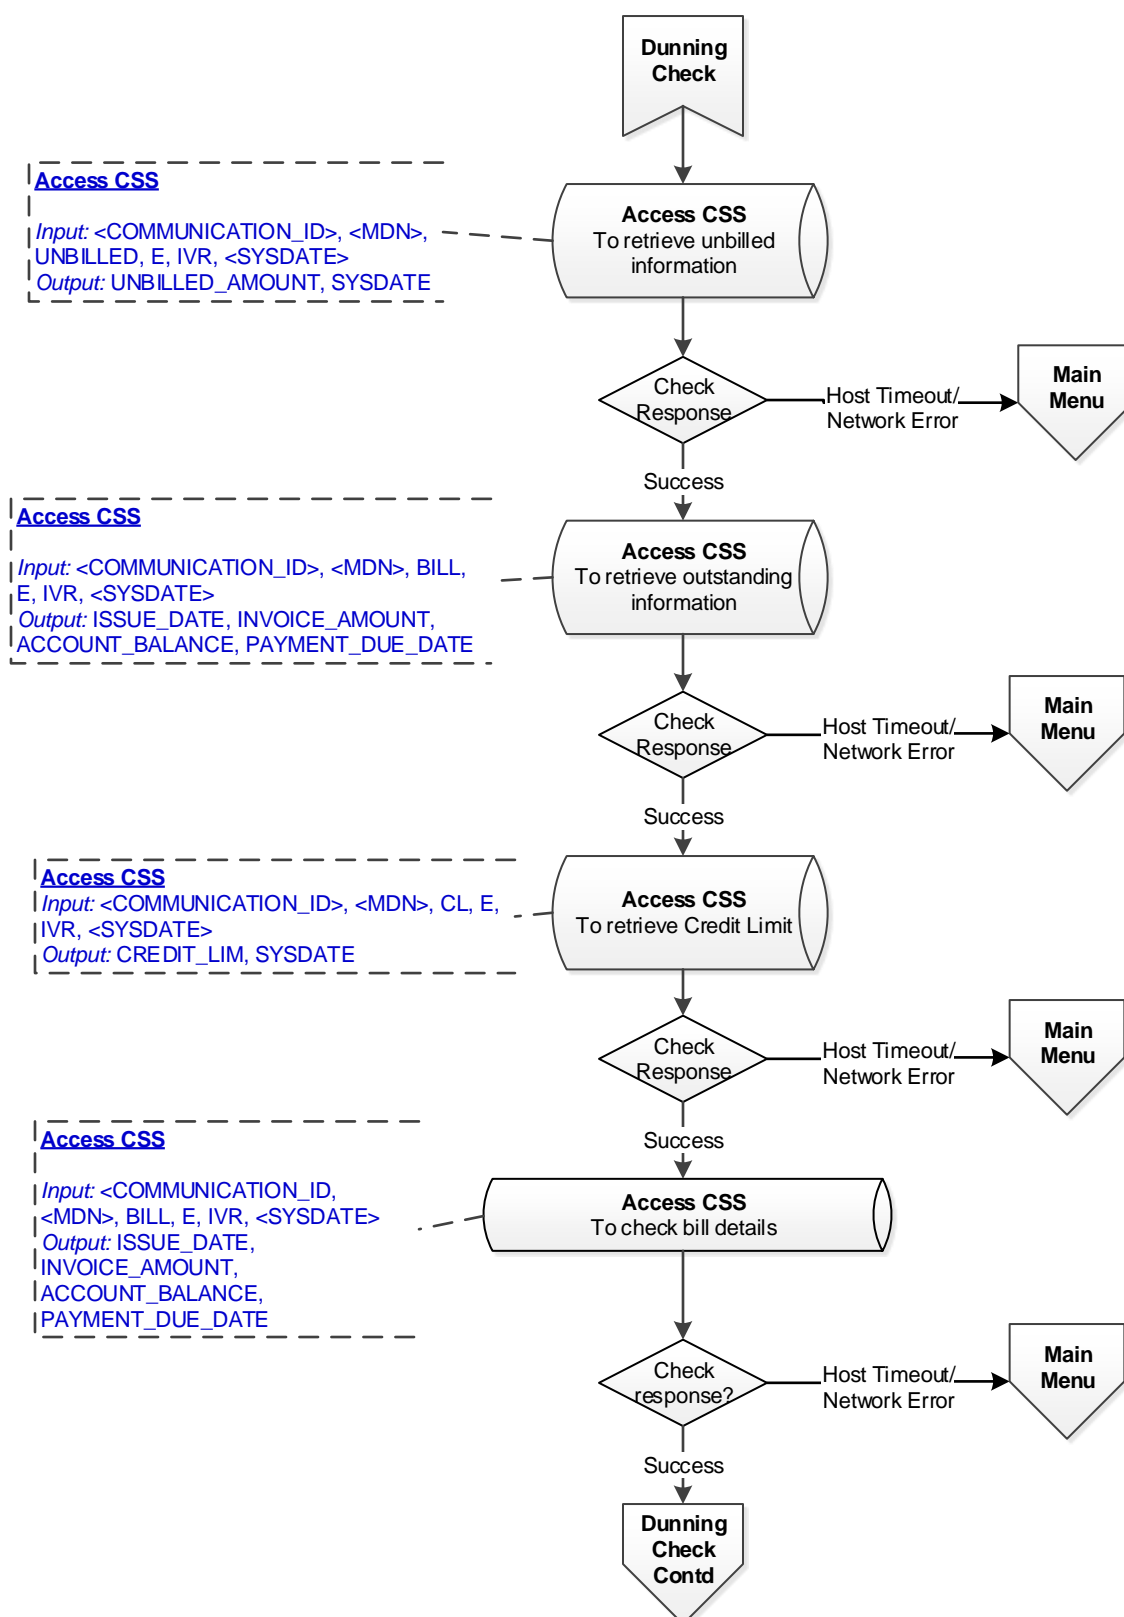 Dunning
Check
Access CSS
Input: <COMMUNICATION_ID>, <MDN>,
UNBILLED, E, IVR, <SYSDATE>
Output: UNBILLED_AMOUNT, SYSDATE
Access CSS
To retrieve unbilled
information
Check
Response
Host Timeout/
Network Error
Main
Menu
Success
Access CSS
Input: <COMMUNICATION_ID>, <MDN>, BILL,
E, IVR, <SYSDATE>
Output: ISSUE_DATE, INVOICE_AMOUNT,
ACCOUNT_BALANCE, PAYMENT_DUE_DATE
Access CSS
To retrieve outstanding
information
Check
Response
Host Timeout/
Network Error
Main
Menu
Success
Access CSS
Input: <COMMUNICATION_ID>, <MDN>, CL, E,
IVR, <SYSDATE>
Output: CREDIT_LIM, SYSDATE
Access CSS
To retrieve Credit Limit
Check
Response
Host Timeout/
Network Error
Main
Menu
Success
Access CSS
Input: <COMMUNICATION_ID,
<MDN>, BILL, E, IVR, <SYSDATE>
Output: ISSUE_DATE,
INVOICE_AMOUNT,
ACCOUNT_BALANCE,
PAYMENT_DUE_DATE
Access CSS
To check bill details
Check
response?
Host Timeout/
Network Error
Main
Menu
Success
Dunning
Check
Contd